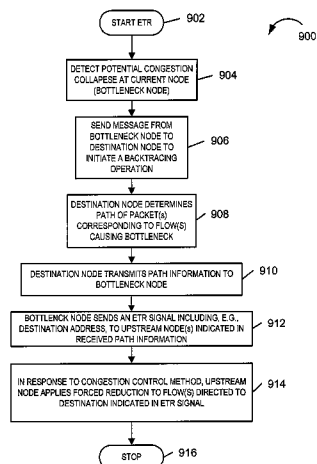 START ETR
902
900
DETECT POTENTIAL CONGESTION
COLLAPESE AT CURRENT NODE
(BOTTLENECK NODE)
904
SEND MESSAGE FROM
BOTTLENECK NODE TO
DESTINATION NODE TO
INITIATE A BACKTRACING
OPERATION
906
DESTINATION NODE DETERMINES
PATH OF PACKET(s)
CORRESPONDING TO FLOW(S)
CAUSING BOTTLENECK
908
DESTINATION NODE TRANSMITS PATH INFORMATION TO
BOTTLENECK NODE
910
BOTTLENCK NODE SENDS AN ETR SIGNAL INCLUDING, E.G.,
DESTINATION ADDRESS, TO UPSTREAM NODE(s) INDICATED IN
RECEIVED PATH INFORMATION
912
IN RESPONSE TO CONGESTION CONTROL METHOD, UPSTREAM
NODE APPLIES FORCED REDUCTION TO FLOW(S) DIRECTED TO
DESTINATION INDICATED IN ETR SIGNAL
914
STOP
916